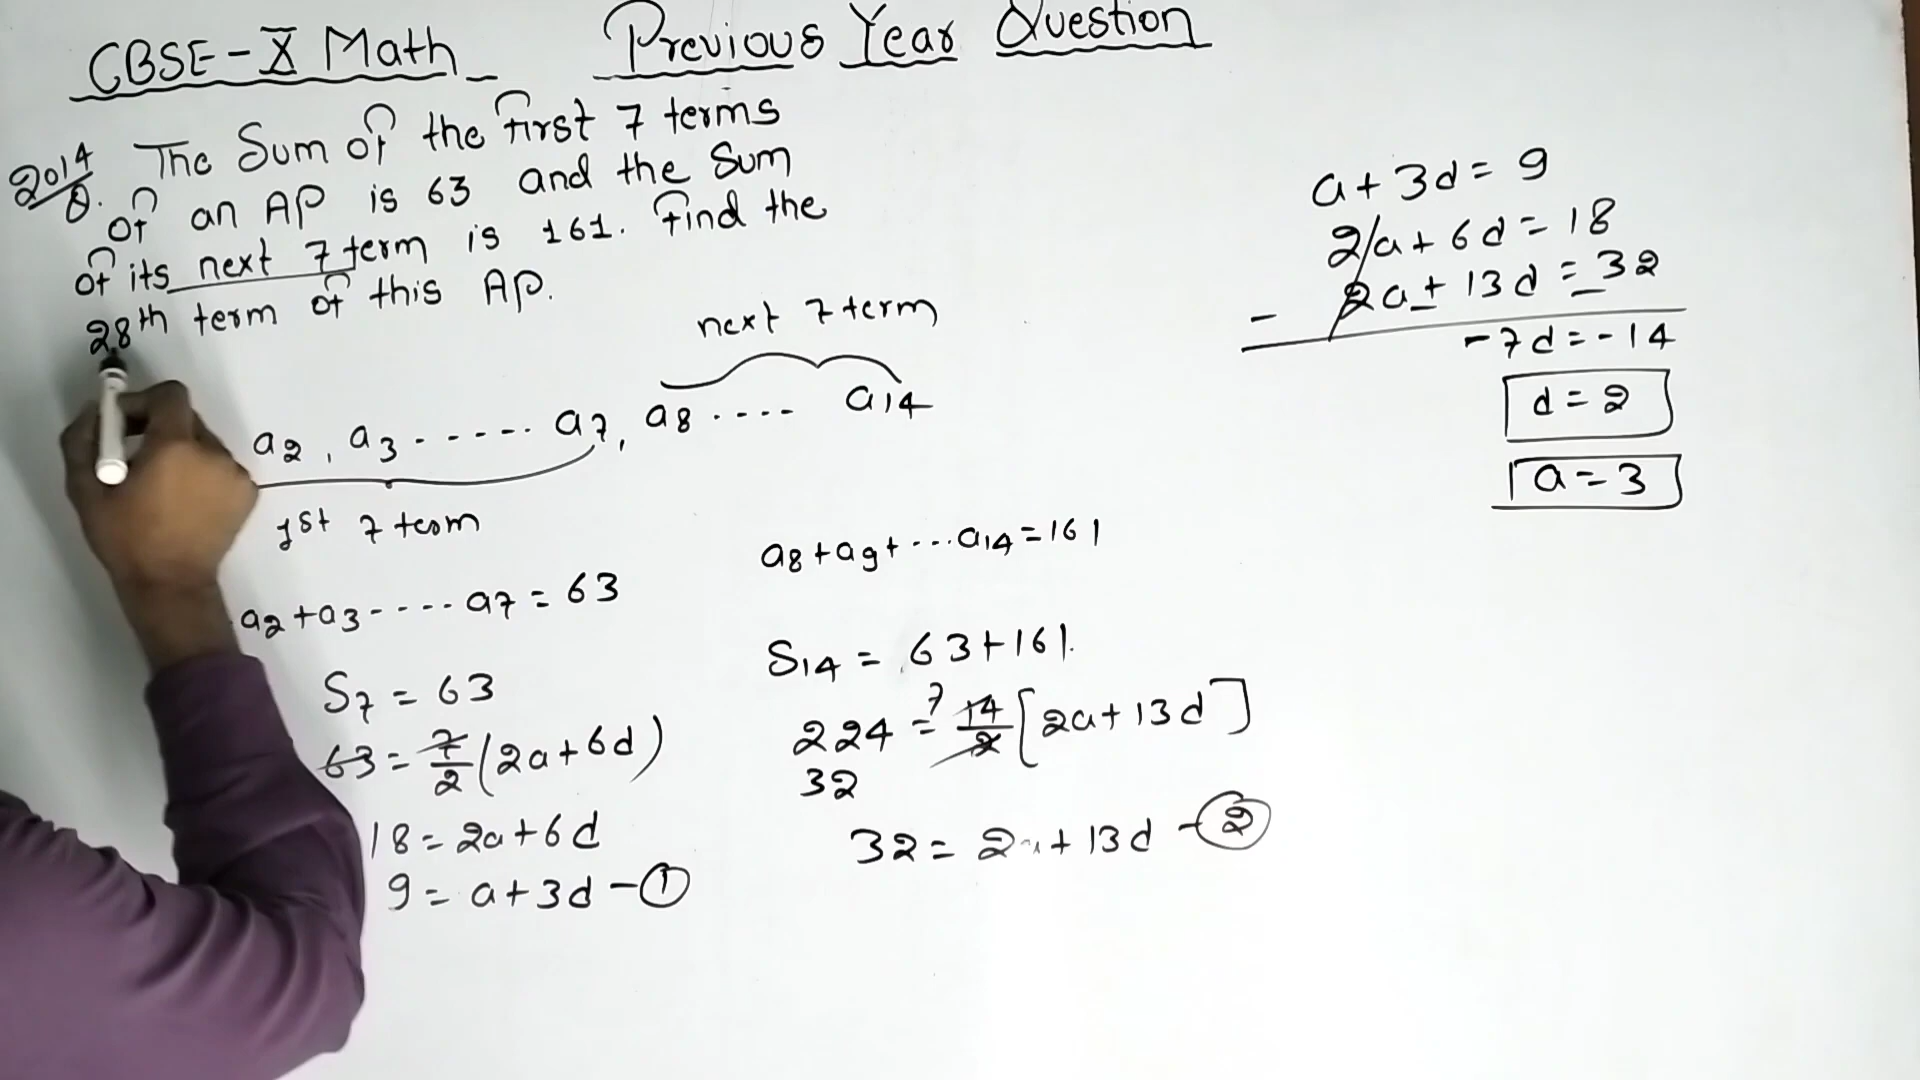 CBSE-X Math Previous Year Question
2014
Q. The Sum of the first 7 terms
of an AP is 63 and the Sum
of its next 7 term is 161. Find the
28th term of this AP.
next 7 term
a2, a3 ------ a7, a8 ---- a14
1st 7 term
a2+a3 ---- a7 = 63
S7 = 63
63 = 7/2 (2a+6d)
18 = 2a+6d
9 = a+3d - ①
a8+a9+ ...a14 = 161
S14 = 63+161.
224 = 7 14/2 [2a+13d]
32
32 = 2a+13d - ②
a+3d = 9
2a+6d = 18
2a+13d = 32
- + - -
-7d = -14
d = 2
a = 3